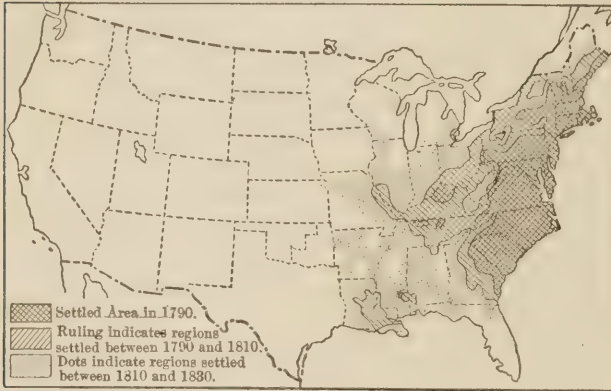 Settled Area in 1790.
Ruling indicates regions
settled between 1790 and 1810.
Dots indicate regions settled
between 1810 and 1830.